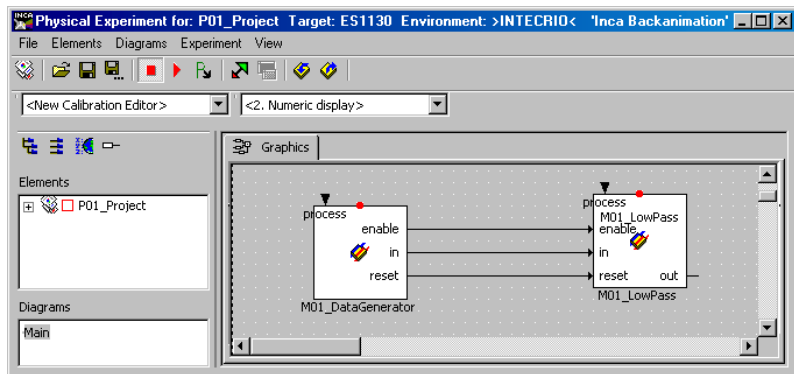 INCA Physical Experiment for: P01_Project Target: ES1130 Environment: >INTECRIO< 'Inca Backanimation'
File Elements Diagrams Experiment View
<New Calibration Editor> <2. Numeric display>
Graphics
Elements
P01_Project
process
enable
in
reset
M01_DataGenerator
process
M01_LowPass
enable
in
reset out
M01_LowPass
Diagrams
Main